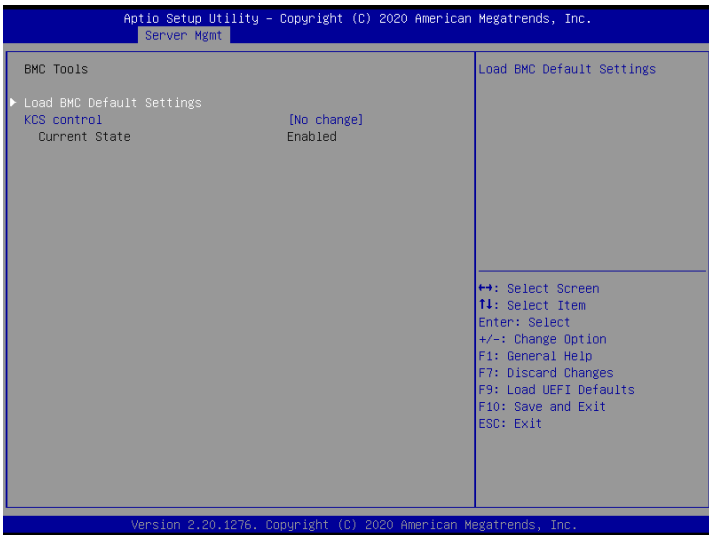 Aptio Setup Utility – Copyright (C) 2020 American Megatrends, Inc.
Server Mgmt
BMC Tools
Load BMC Default Settings
KCS control [No change]
Current State Enabled
Load BMC Default Settings
↔: Select Screen
↑↓: Select Item
Enter: Select
+/-: Change Option
F1: General Help
F7: Discard Changes
F9: Load UEFI Defaults
F10: Save and Exit
ESC: Exit
Version 2.20.1276. Copyright (C) 2020 American Megatrends, Inc.